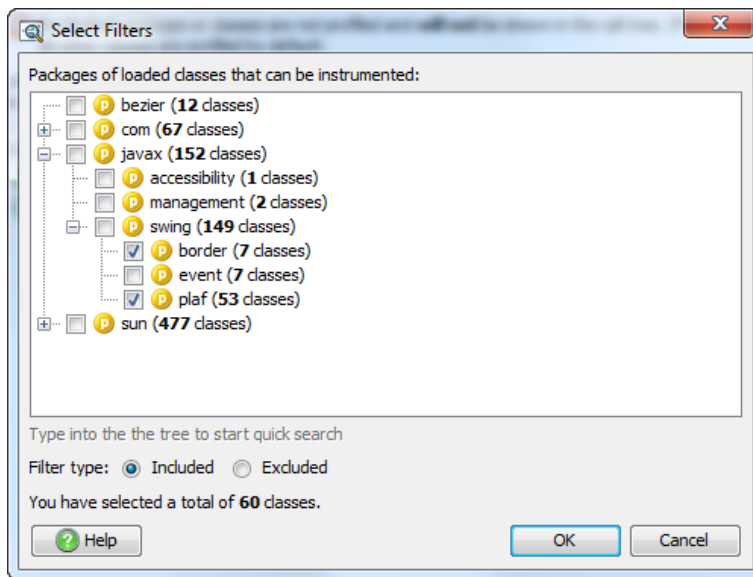 Select Filters
Packages of loaded classes that can be instrumented:
P bezier (12 classes)
P com (67 classes)
P javax (152 classes)
P accessibility (1 classes)
P management (2 classes)
P swing (149 classes)
P border (7 classes)
P event (7 classes)
P plaf (53 classes)
P sun (477 classes)
Type into the the tree to start quick search
Filter type: Included Excluded
You have selected a total of 60 classes.
? Help OK Cancel